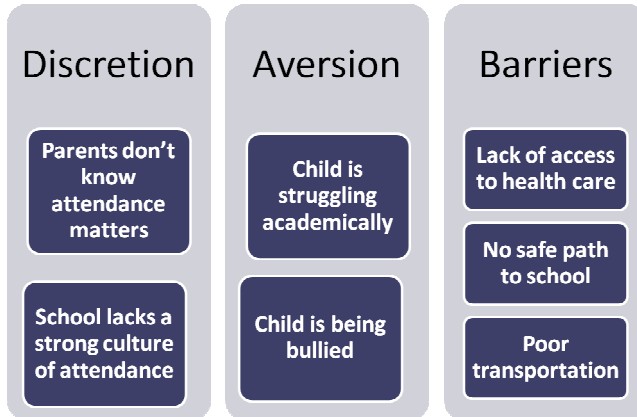 Discretion
Parents don't
know
attendance
matters
School lacks a
strong culture
of attendance
Aversion
Child is
struggling
academically
Child is being
bullied
Barriers
Lack of access
to health care
No safe path
to school
Poor
transportation